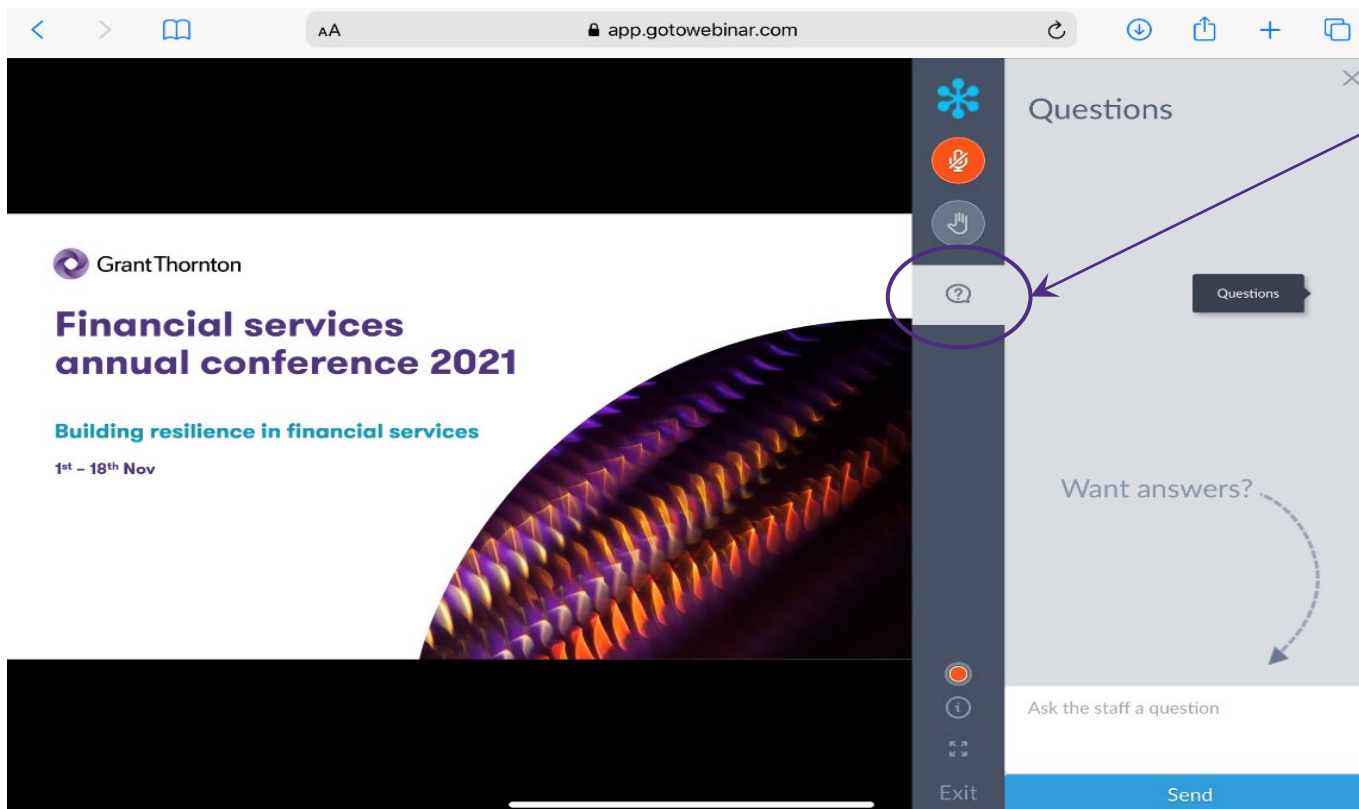 AA
app.gotowebinar.com
Questions
Grant Thornton
Questions
Financial services
annual conference 2021
Building resilience in financial services
1st – 18th Nov
Want answers?
Ask the staff a question
Exit
Send